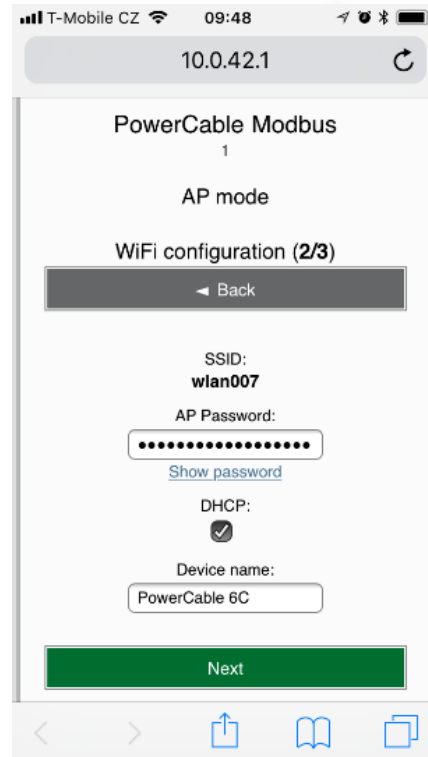 T-Mobile CZ 09:48
10.0.42.1
PowerCable Modbus
1
AP mode
WiFi configuration (2/3)
◄ Back
SSID:
wlan007
AP Password:
••••••••••••••••••
Show password
DHCP:
Device name:
PowerCable 6C
Next